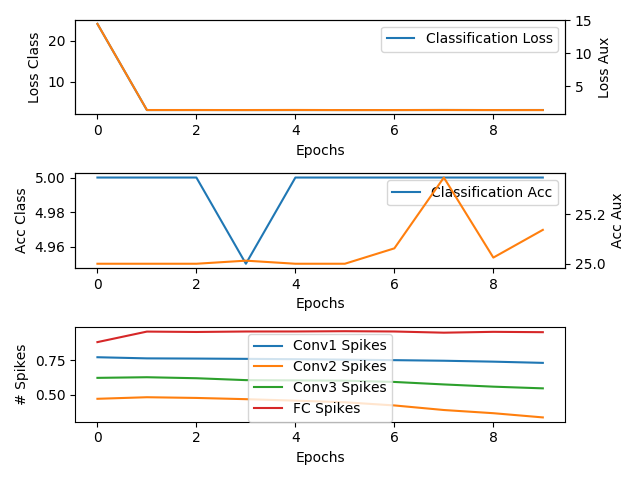 Loss Class
20
10
Classification Loss
15
10
5
Loss Aux
0 2 4 6 8
Epochs
Acc Class
5.00
4.98
4.96
Classification Acc
25.2
25.0
Acc Aux
0 2 4 6 8
Epochs
# Spikes
0.75
0.50
Conv1 Spikes
Conv2 Spikes
Conv3 Spikes
FC Spikes
0 2 4 6 8
Epochs